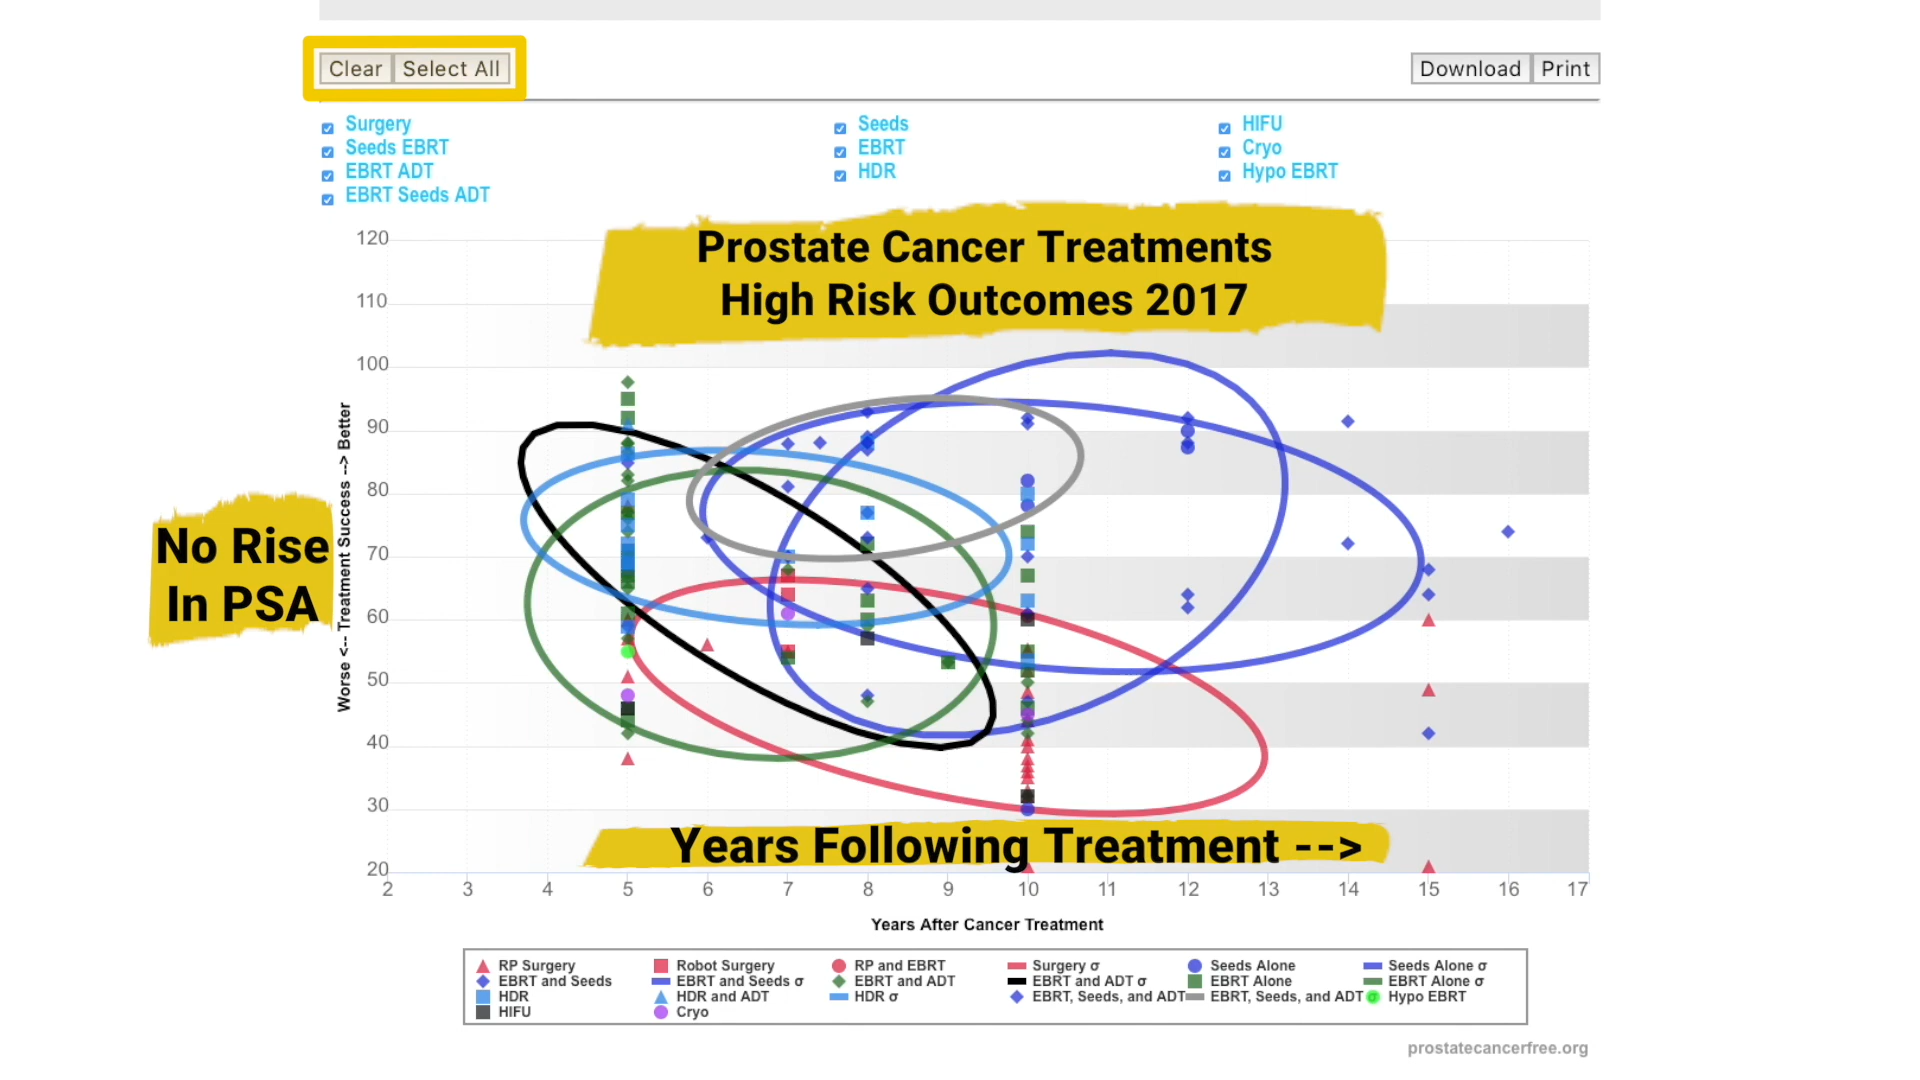 Clear Select All Download Print
Surgery Seeds HIFU
Seeds EBRT EBRT Cryo
EBRT ADT HDR Hypo EBRT
EBRT Seeds ADT
Prostate Cancer Treatments
High Risk Outcomes 2017
120
110
100
90
80
70
60
50
40
30
20
Worse <-- Treatment Success --> Better
No Rise
In PSA
Years Following Treatment -->
2 3 4 5 6 7 8 9 10 11 12 13 14 15 16 17
Years After Cancer Treatment
RP Surgery Robot Surgery RP and EBRT Surgery σ Seeds Alone Seeds Alone σ
EBRT and Seeds EBRT and Seeds σ EBRT and ADT EBRT and ADT σ EBRT Alone EBRT Alone σ
HDR HDR and ADT HDR σ EBRT, Seeds, and ADT EBRT, Seeds, and ADT Hypo EBRT
HIFU Cryo
prostatecancerfree.org